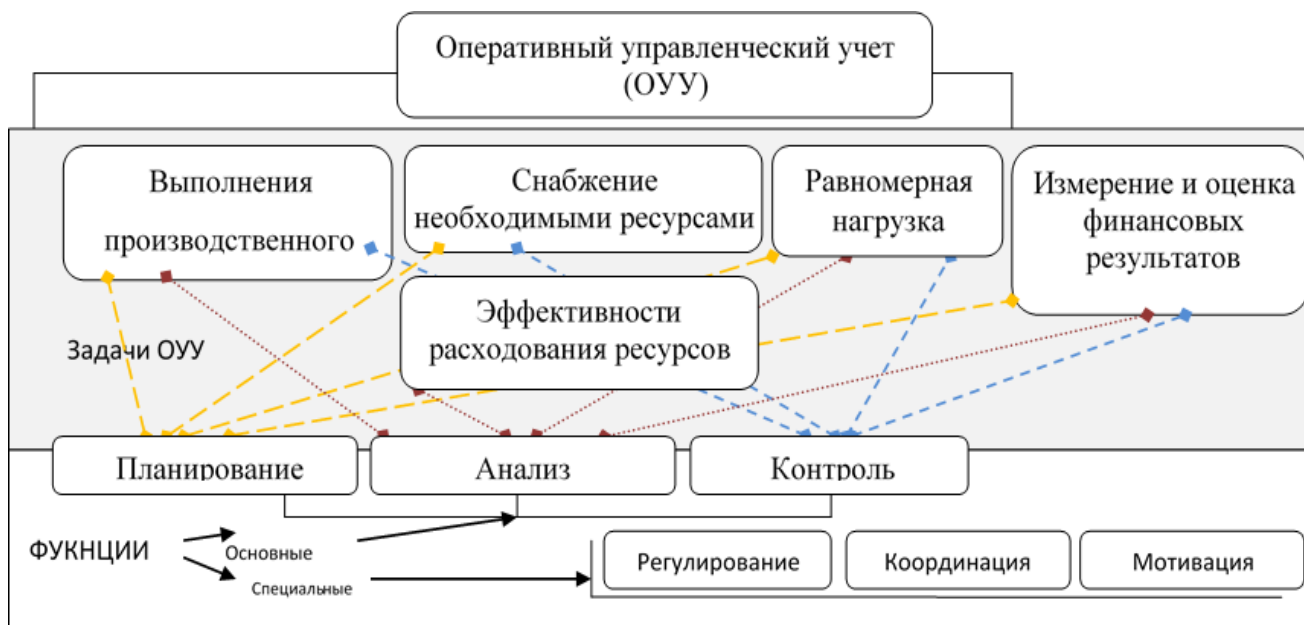 Оперативный управленческий учет
(ОУУ)
Выполнения
производственного
Снабжение
необходимыми ресурсами
Равномерная
нагрузка
Измерение и оценка
финансовых
результатов
Эффективности
расходования ресурсов
Задачи ОУУ
Планирование
Анализ
Контроль
ФУКНЦИИ
Основные
Специальные
Регулирование
Координация
Мотивация